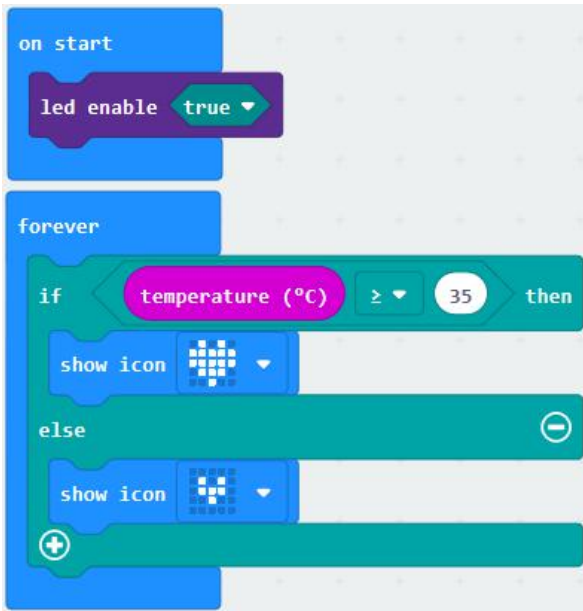 on start
led enable true
forever
if temperature (°C) ≥ 35 then
show icon
else
show icon